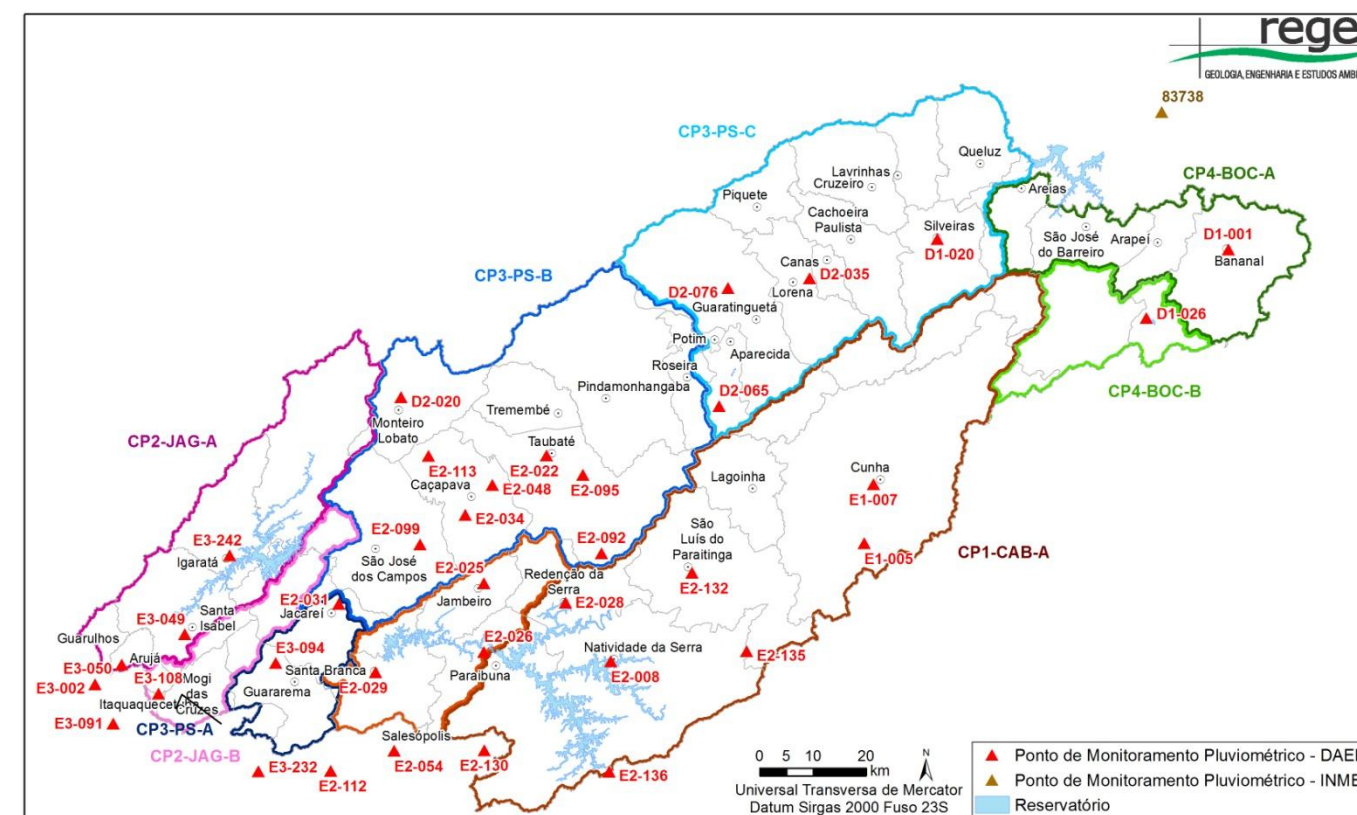 rege
GEOLOGIA, ENGENHARIA E ESTUDOS AMBI
83738
CP3-PS-C
Queluz
CP4-BOC-A
Lavrinhas
Cruzeiro
Areias
Piquete
Cachoeira
Paulista
Silveiras
D1-020
São José
do Barreiro
Arapeí
D1-001
Bananal
CP3-PS-B
Canas
D2-035
Lorena
D2-076
Guaratinguetá
D1-026
Potim
Aparecida
Roseira
Pindamonhangaba
CP4-BOC-B
D2-020
Monteiro
Lobato
D2-065
Tremembé
CP2-JAG-A
Taubaté
E2-022
E2-113
Caçapava
E2-048
E2-095
Lagoinha
Cunha
E1-007
E2-034
E2-099
São José
dos Campos
E2-092
São
Luís do
Paraitinga
E2-132
E1-005
CP1-CAB-A
E3-242
Igaratá
E2-025
Redenção da
Serra
Jambeiro
E2-028
E2-031
Jacareí
E3-049
Santa
Isabel
Guarulhos
E2-026
Natividade da Serra
E2-135
E3-050
Arujá
E3-094
Santa Branca
Paraibuna
E2-008
E3-002
E3-108
Mogi
das
Cruzes
Guararema
E2-029
E3-091
CP3-PS-A
CP2-JAG-B
Salesópolis
E2-054
E2-130
E3-232
E2-112
E2-136
0 5 10 20
km
N
Universal Transversa de Mercator
Datum Sirgas 2000 Fuso 23S
Ponto de Monitoramento Pluviométrico - DAE
Ponto de Monitoramento Pluviométrico - INME
Reservatório